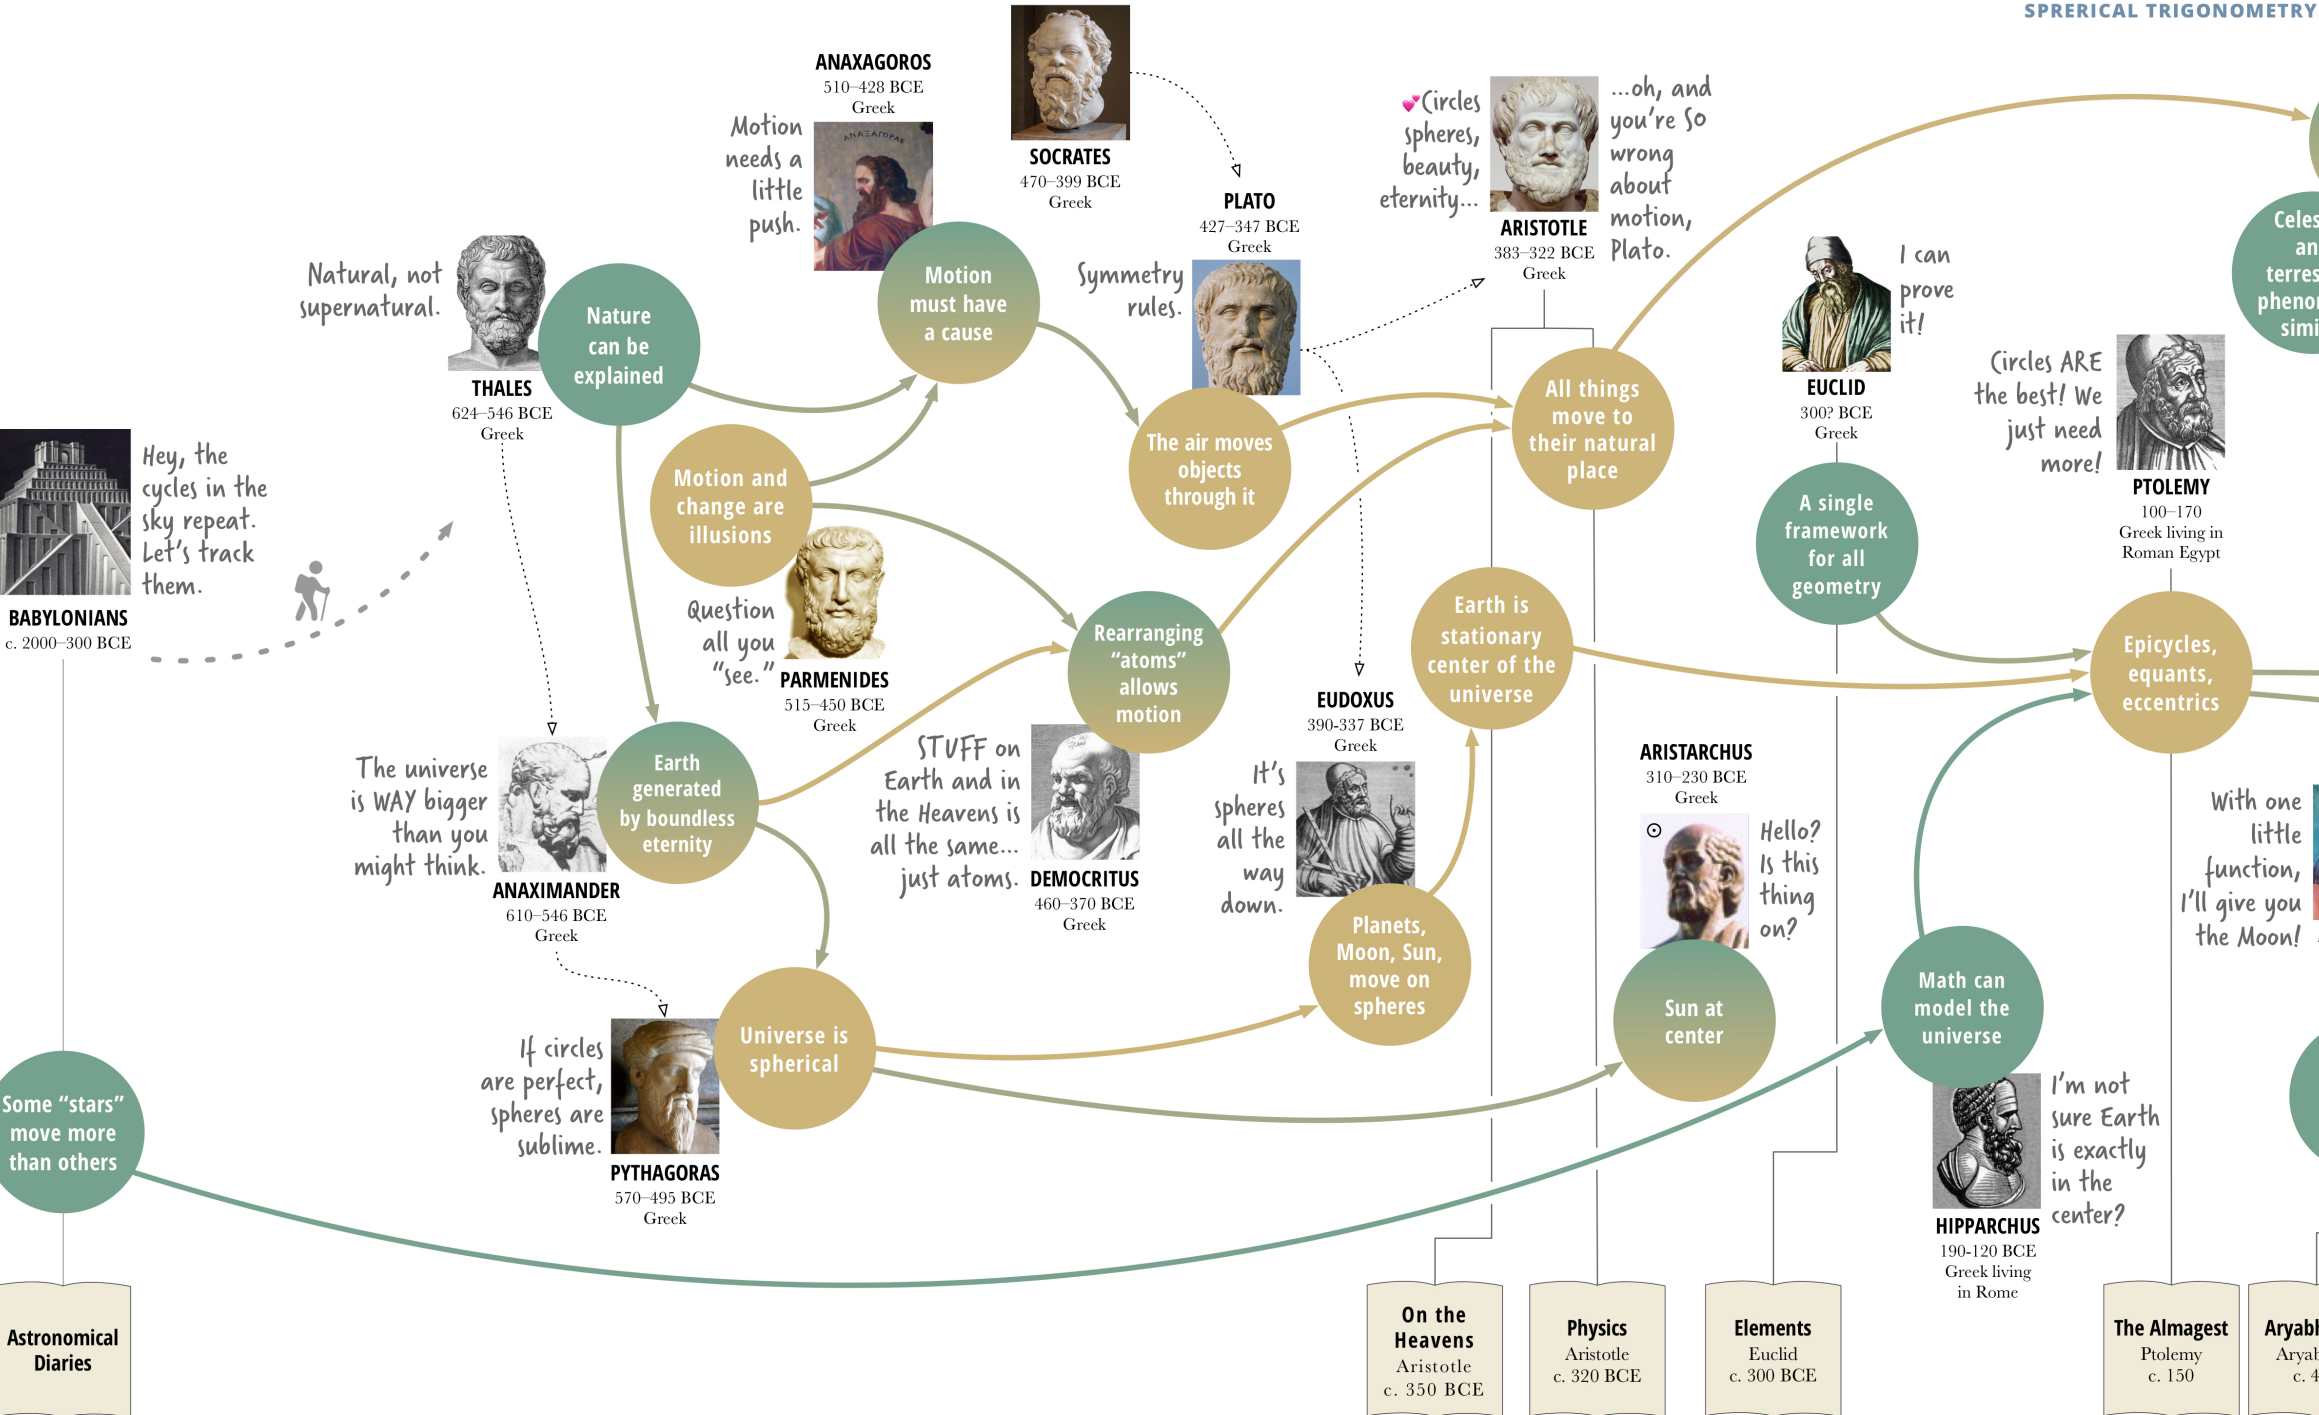 SPRERICAL TRIGONOMETRY
ANAXAGOROS
510–428 BCE
Greek
Motion
needs a
little
push.
ΑΝΑΞΑΓΟΡΑΣ
Motion
must have
a cause
SOCRATES
470–399 BCE
Greek
PLATO
427–347 BCE
Greek
Symmetry
rules.
The air moves
objects
through it
💕Circles
spheres,
beauty,
eternity...
ARISTOTLE
383–322 BCE
Greek
...oh, and
you're SO
wrong
about
motion,
Plato.
All things
move to
their natural
place
Natural, not
supernatural.
THALES
624–546 BCE
Greek
Nature
can be
explained
I can
prove
it!
EUCLID
300? BCE
Greek
A single
framework
for all
geometry
Circles ARE
the best! We
just need
more!
PTOLEMY
100–170
Greek living in
Roman Egypt
Epicycles,
equants,
eccentrics
Hey, the
cycles in the
sky repeat.
Let's track
them.
BABYLONIANS
c. 2000–300 BCE
Motion and
change are
illusions
Question
all you
"see."
PARMENIDES
515–450 BCE
Greek
Rearranging
“atoms”
allows
motion
STUFF on
Earth and in
the Heavens is
all the same...
just atoms.
DEMOCRITUS
460–370 BCE
Greek
Earth is
stationary
center of the
universe
EUDOXUS
390-337 BCE
Greek
It's
spheres
all the
way
down.
Planets,
Moon, Sun,
move on
spheres
ARISTARCHUS
310–230 BCE
Greek
Hello?
Is this
thing
on?
Sun at
center
The universe
is WAY bigger
than you
might think.
ANAXIMANDER
610–546 BCE
Greek
Earth
generated
by boundless
eternity
If circles
are perfect,
spheres are
sublime.
PYTHAGORAS
570–495 BCE
Greek
Universe is
spherical
Math can
model the
universe
I'm not
sure Earth
is exactly
in the
center?
HIPPARCHUS
190-120 BCE
Greek living
in Rome
With one
little
function,
I'll give you
the Moon!
Celes
an
terres
phenor
simi
Some “stars”
move more
than others
Astronomical
Diaries
On the
Heavens
Aristotle
c. 350 BCE
Physics
Aristotle
c. 320 BCE
Elements
Euclid
c. 300 BCE
The Almagest
Ptolemy
c. 150
Aryabh
Aryab
c. 4